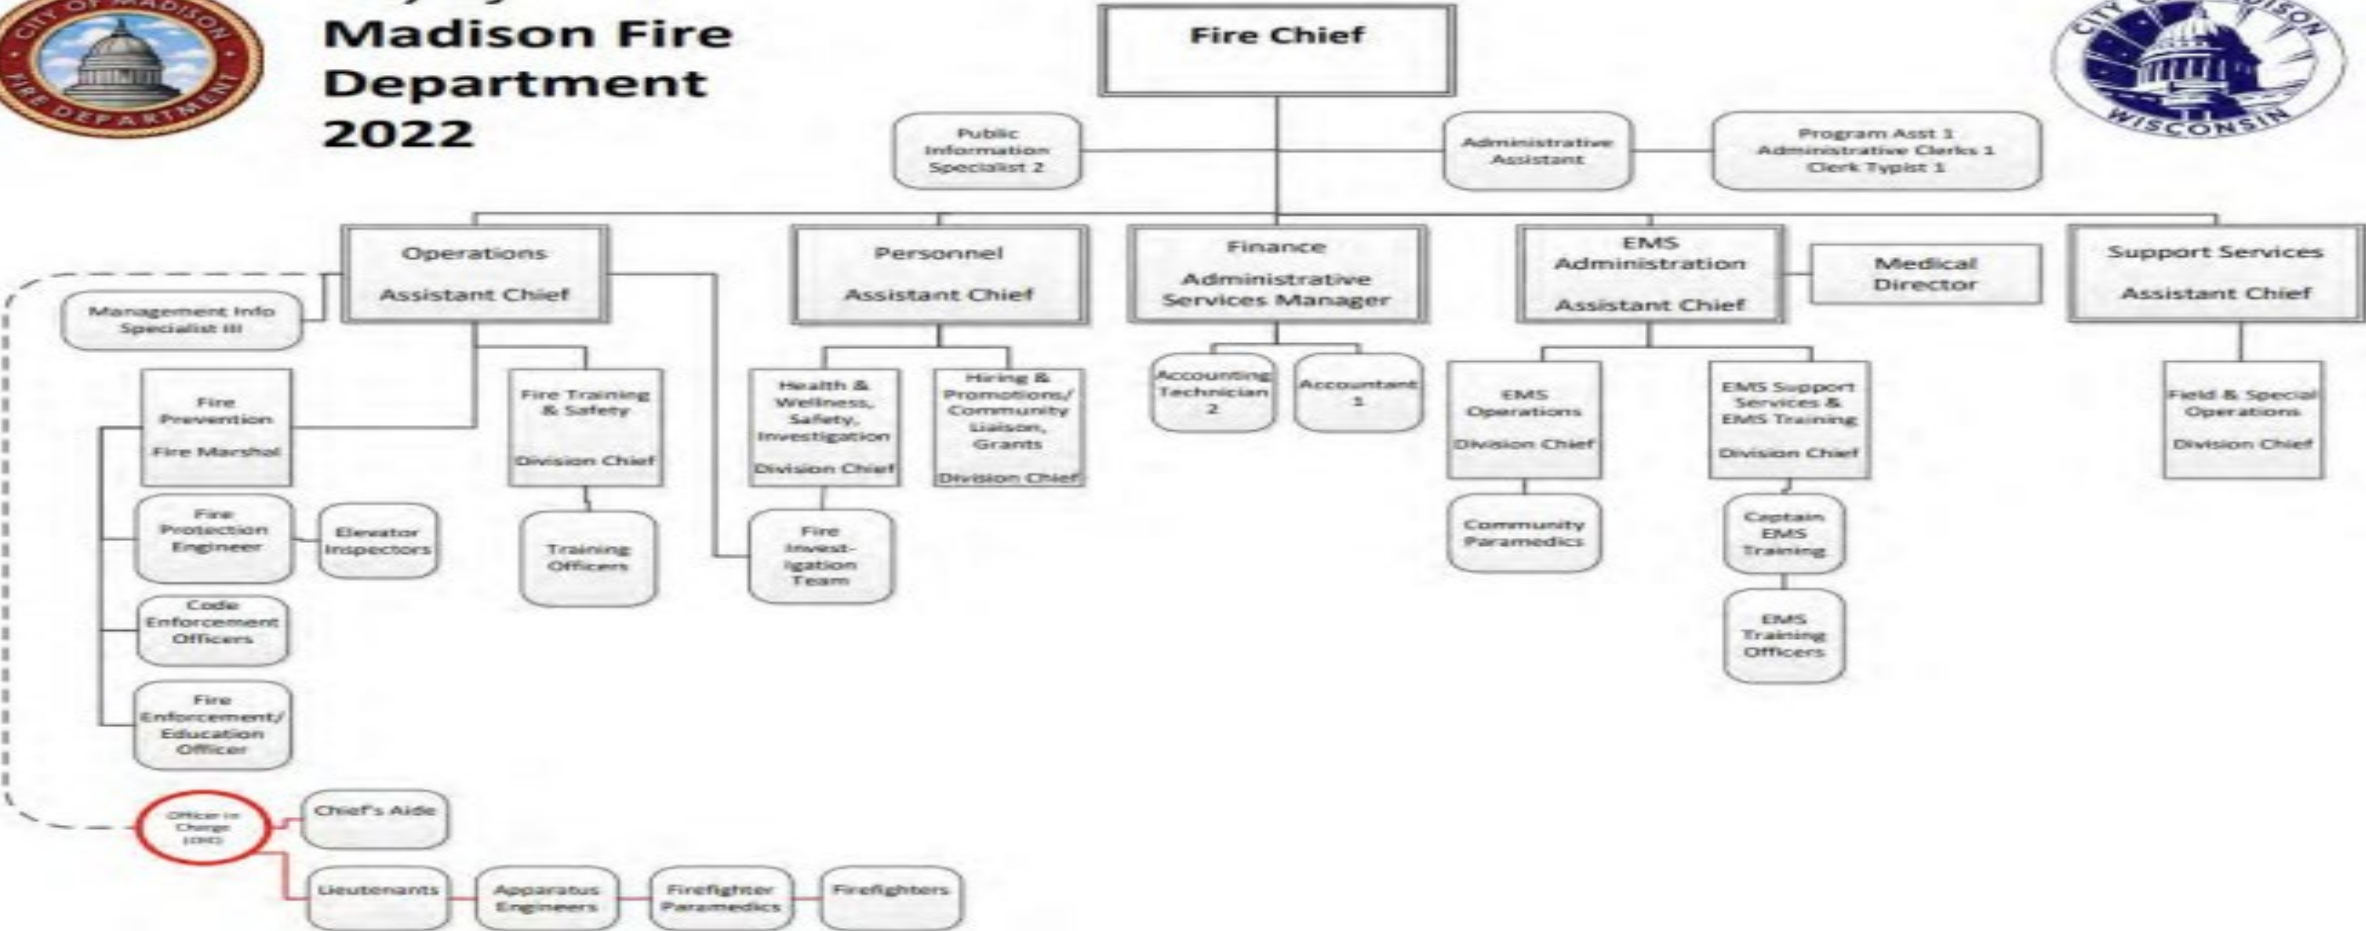 CITY OF MADISON
FIRE DEPARTMENT
Madison Fire
Department
2022
Fire Chief
WISCONSIN
Public
Information
Specialist 2
Administrative
Assistant
Program Asst 1
Administrative Clerks 1
Clerk Typist 1
Operations
Assistant Chief
Personnel
Assistant Chief
Finance
Administrative
Services Manager
EMS
Administration
Assistant Chief
Medical
Director
Support Services
Assistant Chief
Management Info
Specialist III
Fire
Prevention
Fire Marshal
Fire Training
& Safety
Division Chief
Health &
Wellness,
Safety,
Investigation
Division Chief
Hiring &
Promotions/
Community
Liaison,
Grants
Division Chief
Accounting
Technician
2
Accountant
1
EMS
Operations
Division Chief
EMS Support
Services &
EMS Training
Division Chief
Field & Special
Operations
Division Chief
Fire
Protection
Engineer
Elevator
Inspectors
Training
Officers
Fire
Invest-
igation
Team
Community
Paramedics
Captain
EMS
Training
EMS
Training
Officers
Code
Enforcement
Officers
Fire
Enforcement/
Education
Officer
Officer in
Charge
(OIC)
Chief's Aide
Lieutenants
Apparatus
Engineers
Firefighter
Paramedics
Firefighters